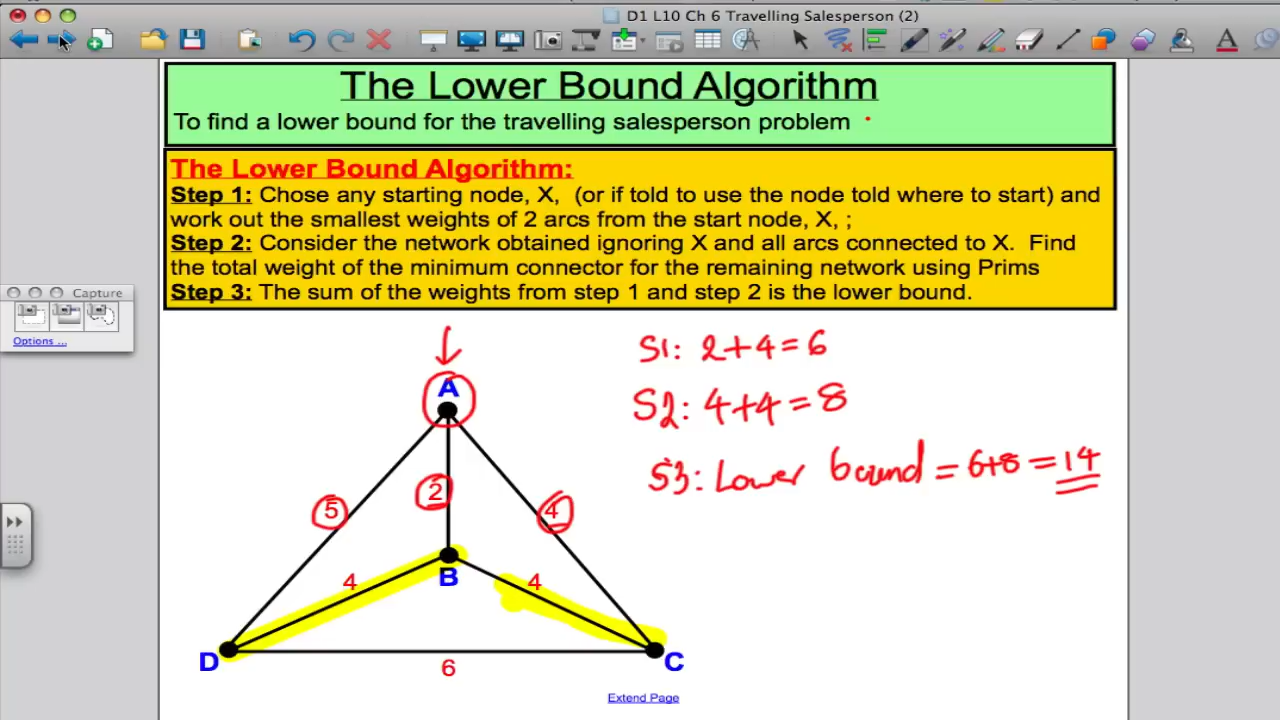 D1 L10 Ch 6 Travelling Salesperson (2)
The Lower Bound Algorithm
To find a lower bound for the travelling salesperson problem
The Lower Bound Algorithm:
Step 1: Chose any starting node, X, (or if told to use the node told where to start) and
work out the smallest weights of 2 arcs from the start node, X, ;
Step 2: Consider the network obtained ignoring X and all arcs connected to X. Find
the total weight of the minimum connector for the remaining network using Prims
Step 3: The sum of the weights from step 1 and step 2 is the lower bound.
Capture
Options ...
A
5
2
4
4
B
4
D
6
C
S1: 2+4=6
S2: 4+4=8
S3: Lower bound = 6+8 = 14
Extend Page
A